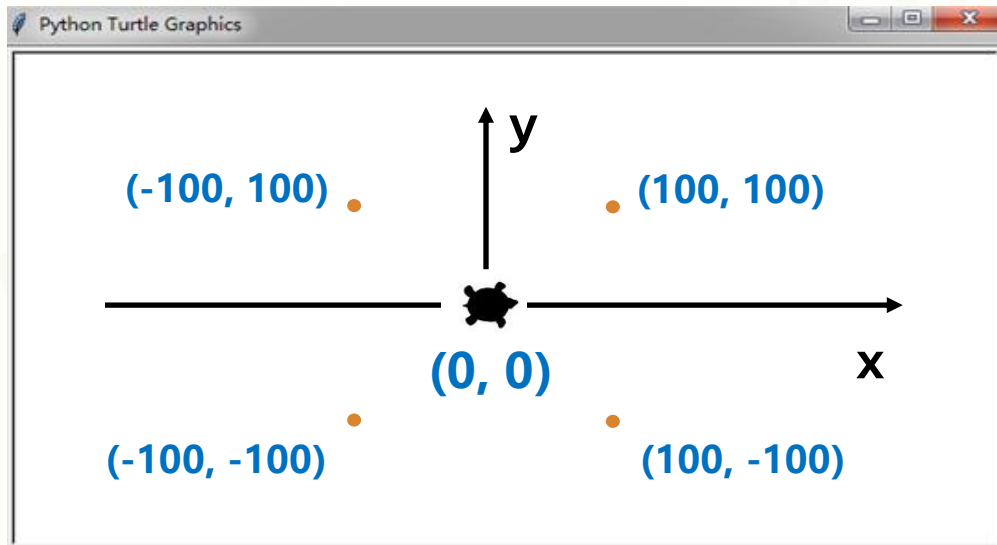 Python Turtle Graphics
y
(-100, 100)
(100, 100)
(0, 0)
x
(-100, -100)
(100, -100)